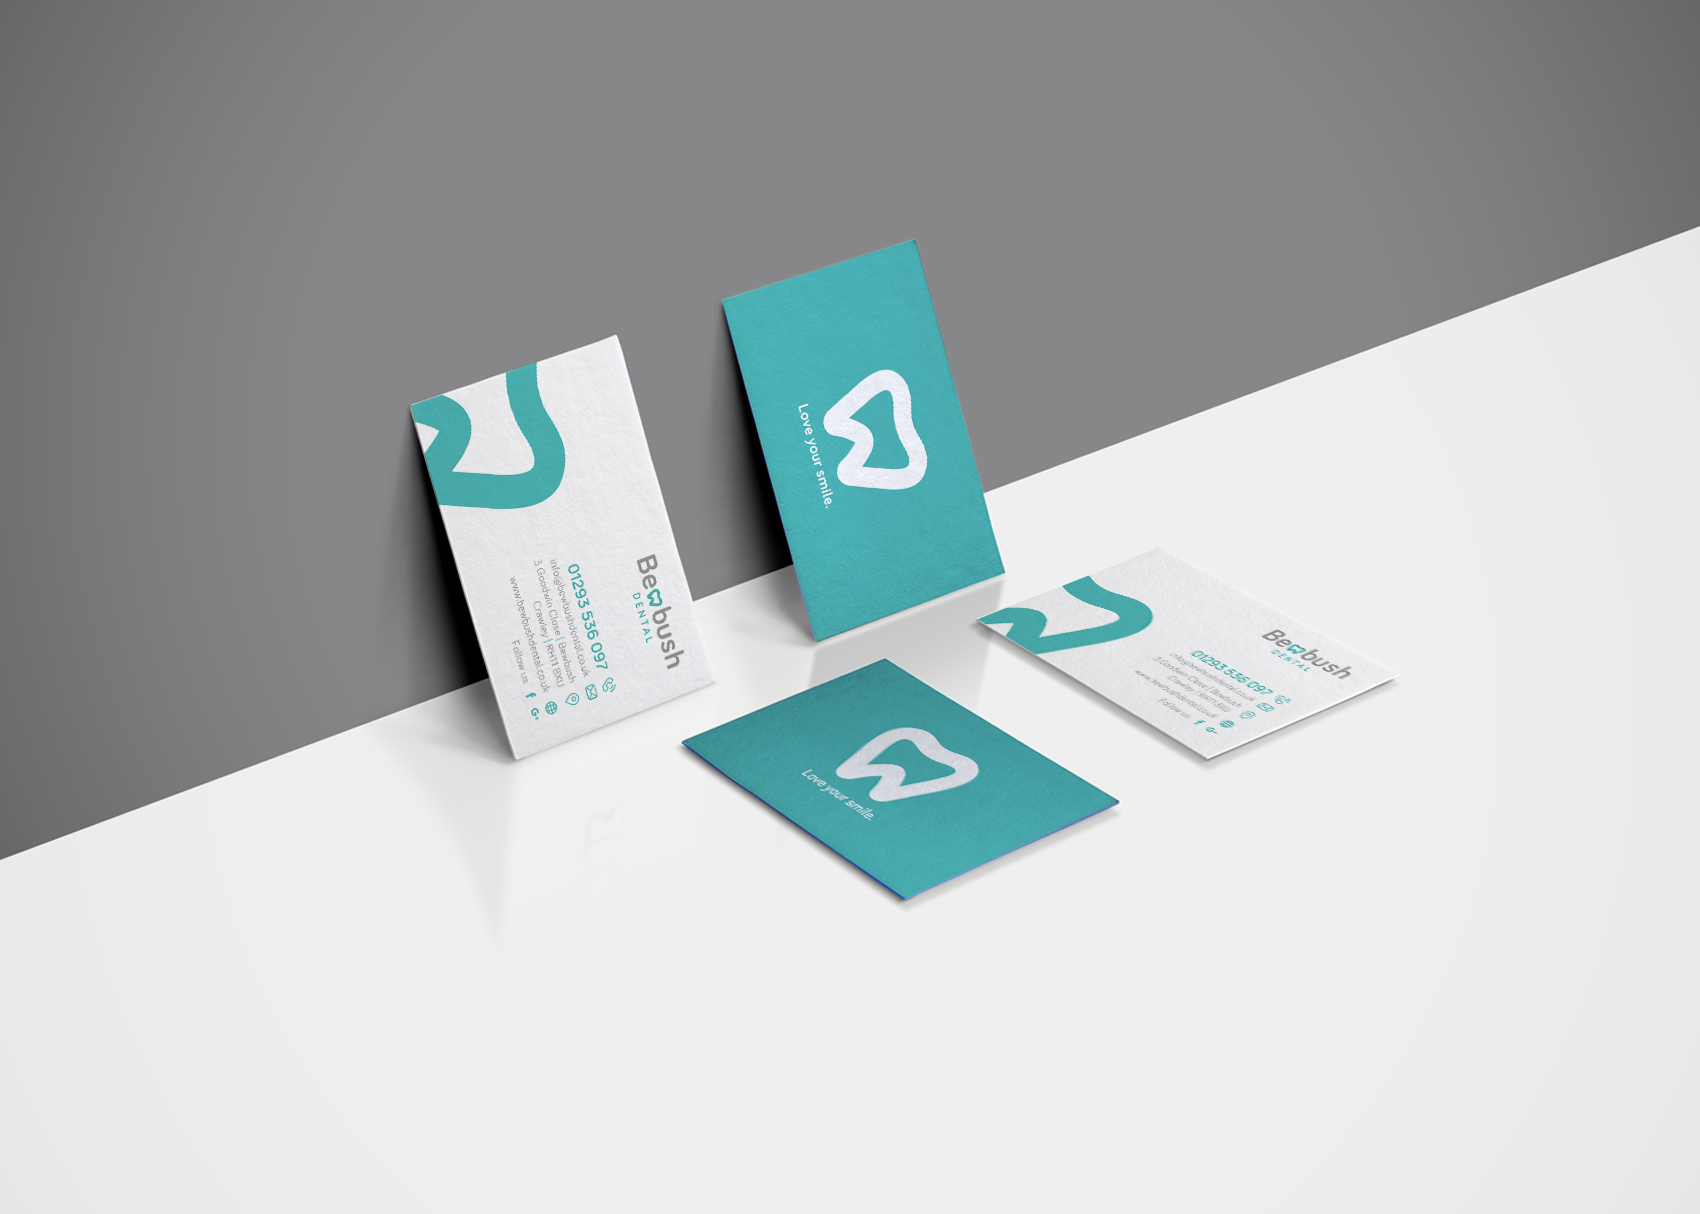 Bewbush
DENTAL
01293 536 097
info@bewbushdental.co.uk
3 Goodwin Close | Bewbush
Crawley | RH11 8XU
www.bewbushdental.co.uk
Follow us
Love your smile.
Love your smile.
Bewbush
DENTAL
01293 536 097
info@bewbushdental.co.uk
3 Goodwin Close | Bewbush
Crawley | RH11 8XU
www.bewbushdental.co.uk
Follow us